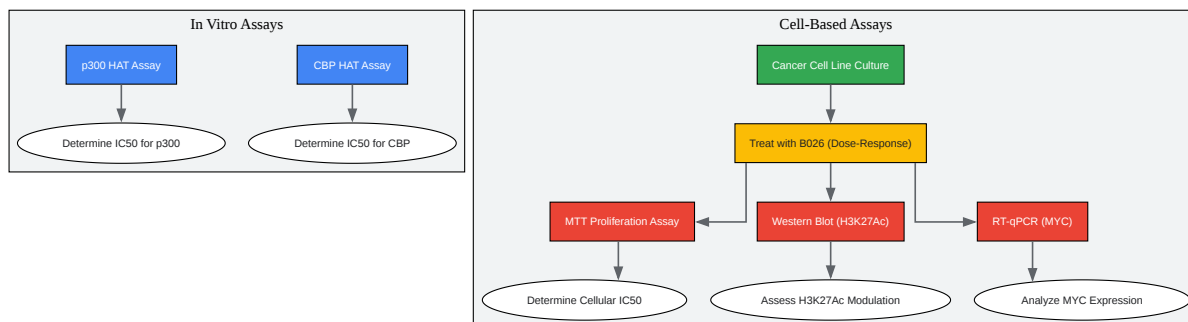 In Vitro Assays
p300 HAT Assay
CBP HAT Assay
Determine IC50 for p300
Determine IC50 for CBP
Cell-Based Assays
Cancer Cell Line Culture
Treat with B026 (Dose-Response)
MTT Proliferation Assay
Western Blot (H3K27Ac)
RT-qPCR (MYC)
Determine Cellular IC50
Assess H3K27Ac Modulation
Analyze MYC Expression